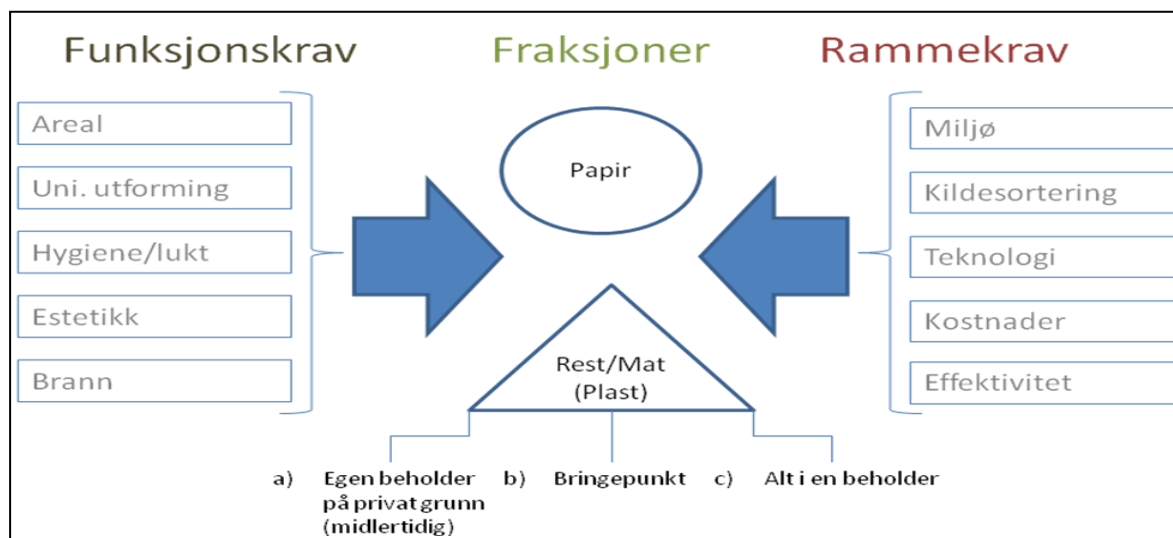 Funksjonskrav
Areal
Uni. utforming
Hygiene/lukt
Estetikk
Brann
Fraksjoner
Papir
Rest/Mat
(Plast)
a) Egen beholder
på privat grunn
(midlertidig)
b) Bringepunkt
c) Alt i en beholder
Rammekrav
Miljø
Kildesortering
Teknologi
Kostnader
Effektivitet